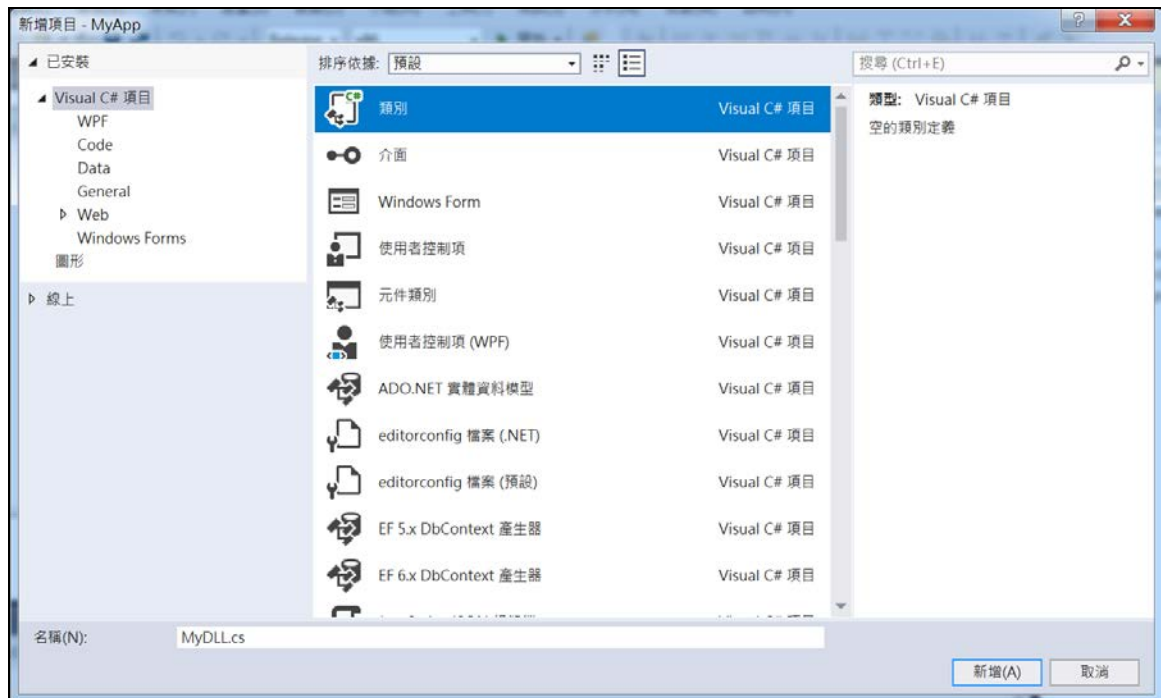 新增項目 - MyApp
已安裝
Visual C# 項目
WPF
Code
Data
General
Web
Windows Forms
圖形
線上
排序依據: 預設
類別 Visual C# 項目
介面 Visual C# 項目
Windows Form Visual C# 項目
使用者控制項 Visual C# 項目
元件類別 Visual C# 項目
使用者控制項 (WPF) Visual C# 項目
ADO.NET 實體資料模型 Visual C# 項目
editorconfig 檔案 (.NET) Visual C# 項目
editorconfig 檔案 (預設) Visual C# 項目
EF 5.x DbContext 產生器 Visual C# 項目
EF 6.x DbContext 產生器 Visual C# 項目
搜尋 (Ctrl+E)
類型: Visual C# 項目
空的類別定義
名稱(N): MyDLL.cs
新增(A) 取消